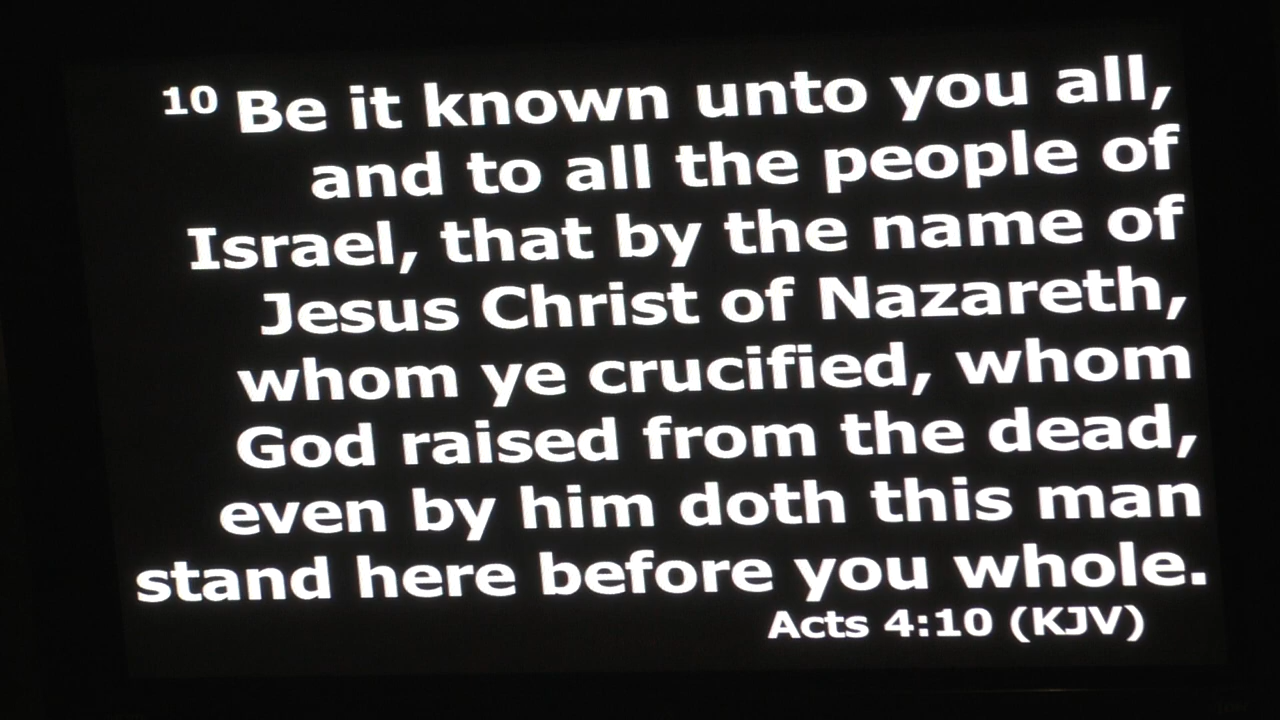 10 Be it known unto you all,
and to all the people of
Israel, that by the name of
Jesus Christ of Nazareth,
whom ye crucified, whom
God raised from the dead,
even by him doth this man
stand here before you whole.
Acts 4:10 (KJV)